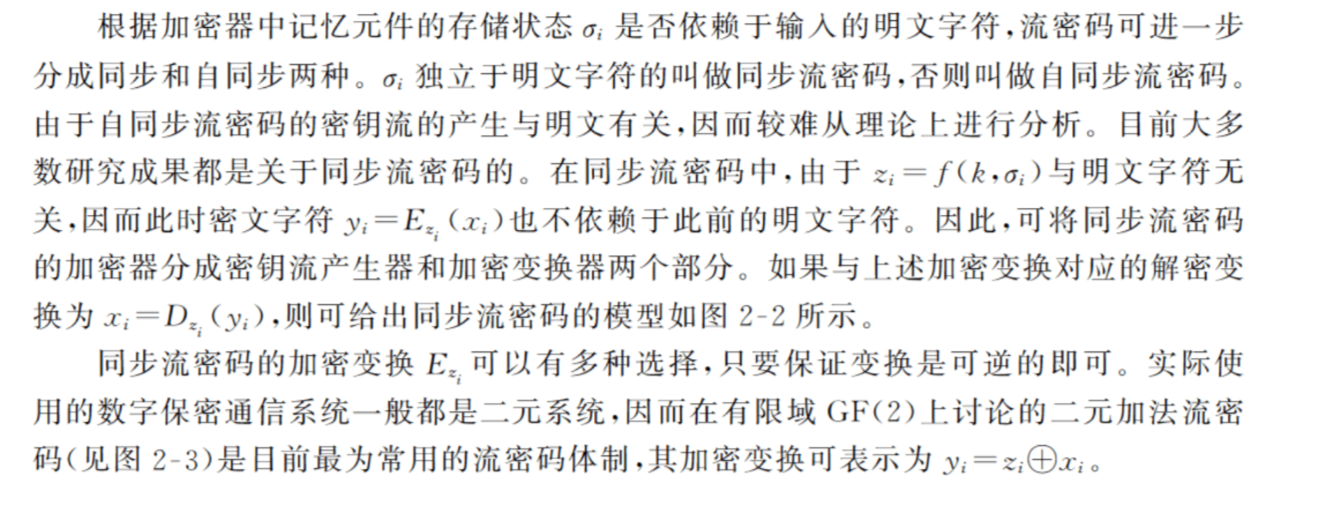 根据加密器中记忆元件的存储状态 σᵢ 是否依赖于输入的明文字符,流密码可进一步
分成同步和自同步两种。σᵢ 独立于明文字符的叫做同步流密码,否则叫做自同步流密码。
由于自同步流密码的密钥流的产生与明文有关,因而较难从理论上进行分析。目前大多
数研究成果都是关于同步流密码的。在同步流密码中,由于 zᵢ=f(k,σᵢ)与明文字符无
关,因而此时密文字符 yᵢ=E_{zᵢ}(xᵢ)也不依赖于此前的明文字符。因此,可将同步流密码
的加密器分成密钥流产生器和加密变换器两个部分。如果与上述加密变换对应的解密变
换为 xᵢ=D_{zᵢ}(yᵢ),则可给出同步流密码的模型如图 2-2 所示。
同步流密码的加密变换 E_{zᵢ} 可以有多种选择,只要保证变换是可逆的即可。实际使
用的数字保密通信系统一般都是二元系统,因而在有限域 GF(2)上讨论的二元加法流密
码(见图 2-3)是目前最为常用的流密码体制,其加密变换可表示为 yᵢ=zᵢ⊕xᵢ。